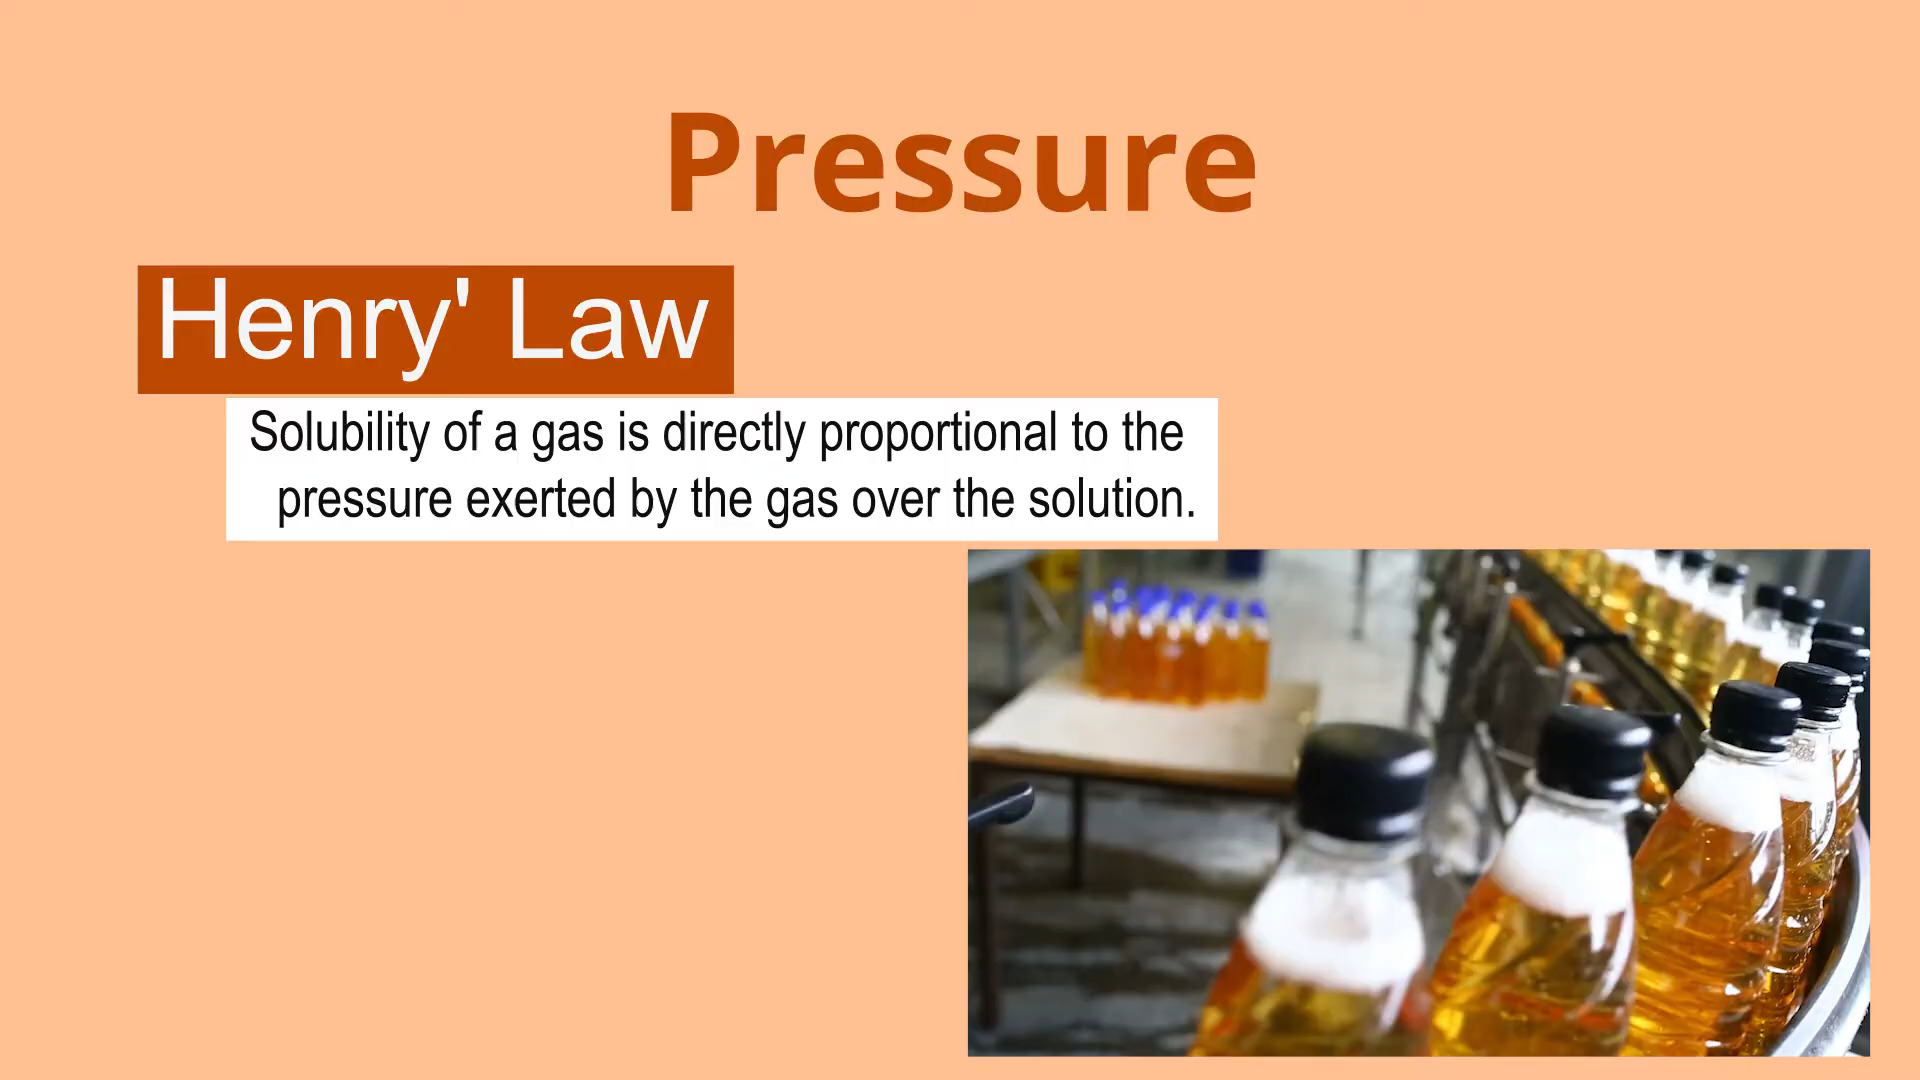 Pressure
Henry' Law
Solubility of a gas is directly proportional to the
pressure exerted by the gas over the solution.